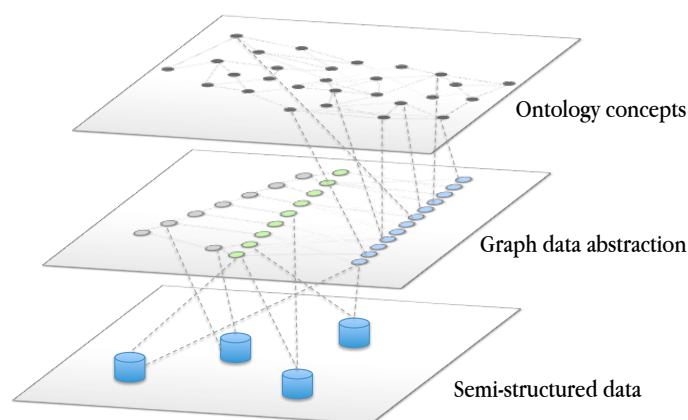 Ontology concepts
Graph data abstraction
Semi-structured data